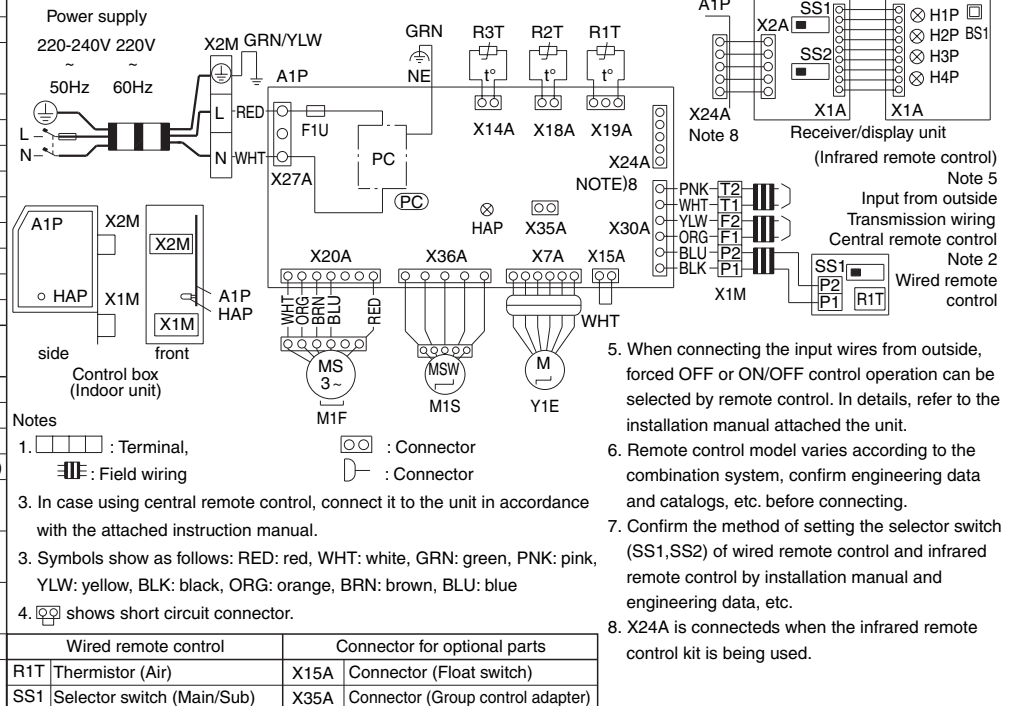 Power supply
220-240V 220V
~ ~
50Hz 60Hz
L
N
X2M GRN/YLW
L RED
N WHT
A1P
F1U
X27A
PC
PC
GRN
NE
R3T R2T R1T
t° t° t°
X14A X18A X19A
X24A
NOTE)8
HAP
X35A
X30A
X20A X36A X7A X15A
WHT
ORG
BRN
BLU
RED
WHT
MS
3~
M1F
MSW
M1S
M
Y1E
PNK T2
WHT T1
YLW F2
ORG F1
BLU P2
BLK P1
X1M
A1P
X24A
Note 8
X2A
SS1
SS2
X1A
X1A
H1P
H2P BS1
H3P
H4P
Receiver/display unit
(Infrared remote control)
Note 5
Input from outside
Transmission wiring
Central remote control
Note 2
Wired remote
control
SS1
P2
P1
R1T
A1P
HAP
X2M
X1M
side
X2M
X1M
A1P
HAP
front
Control box
(Indoor unit)
Notes
1. : Terminal,
: Connector
: Field wiring
: Connector
3. In case using central remote control, connect it to the unit in accordance
with the attached instruction manual.
3. Symbols show as follows: RED: red, WHT: white, GRN: green, PNK: pink,
YLW: yellow, BLK: black, ORG: orange, BRN: brown, BLU: blue
4. shows short circuit connector.
5. When connecting the input wires from outside,
forced OFF or ON/OFF control operation can be
selected by remote control. In details, refer to the
installation manual attached the unit.
6. Remote control model varies according to the
combination system, confirm engineering data
and catalogs, etc. before connecting.
7. Confirm the method of setting the selector switch
(SS1,SS2) of wired remote control and infrared
remote control by installation manual and
engineering data, etc.
8. X24A is connecteds when the infrared remote
control kit is being used.
Wired remote control
Connector for optional parts
R1T Thermistor (Air)
X15A Connector (Float switch)
SS1 Selector switch (Main/Sub)
X35A Connector (Group control adapter)